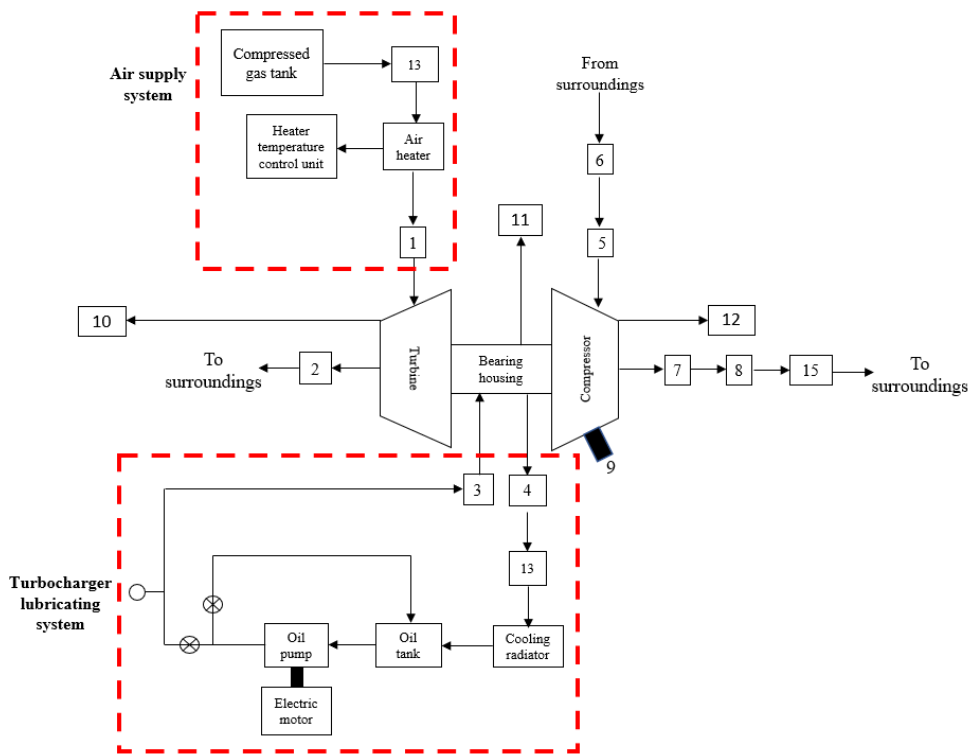 Air supply
system
Compressed
gas tank
13
Heater
temperature
control unit
Air
heater
1
From
surroundings
6
5
11
10
12
To
surroundings
2
Turbine
Bearing
housing
Compressor
7
8
15
To
surroundings
9
3
4
13
Turbocharger
lubricating
system
Oil
pump
Oil
tank
Cooling
radiator
Electric
motor